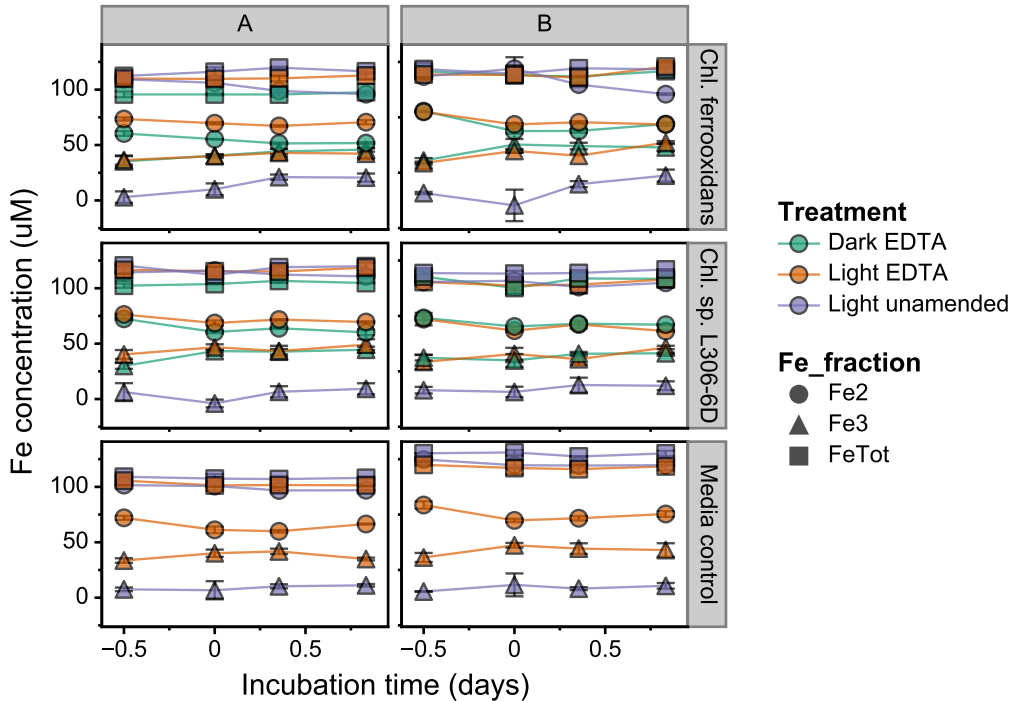 A
B
Chl. ferrooxidans
100
50
0
Chl. sp. L306-6D
100
50
0
Media control
100
50
0
Fe concentration (uM)
−0.5
0
0.5
−0.5
0
0.5
Incubation time (days)
Treatment
Dark EDTA
Light EDTA
Light unamended
Fe_fraction
Fe2
Fe3
FeTot